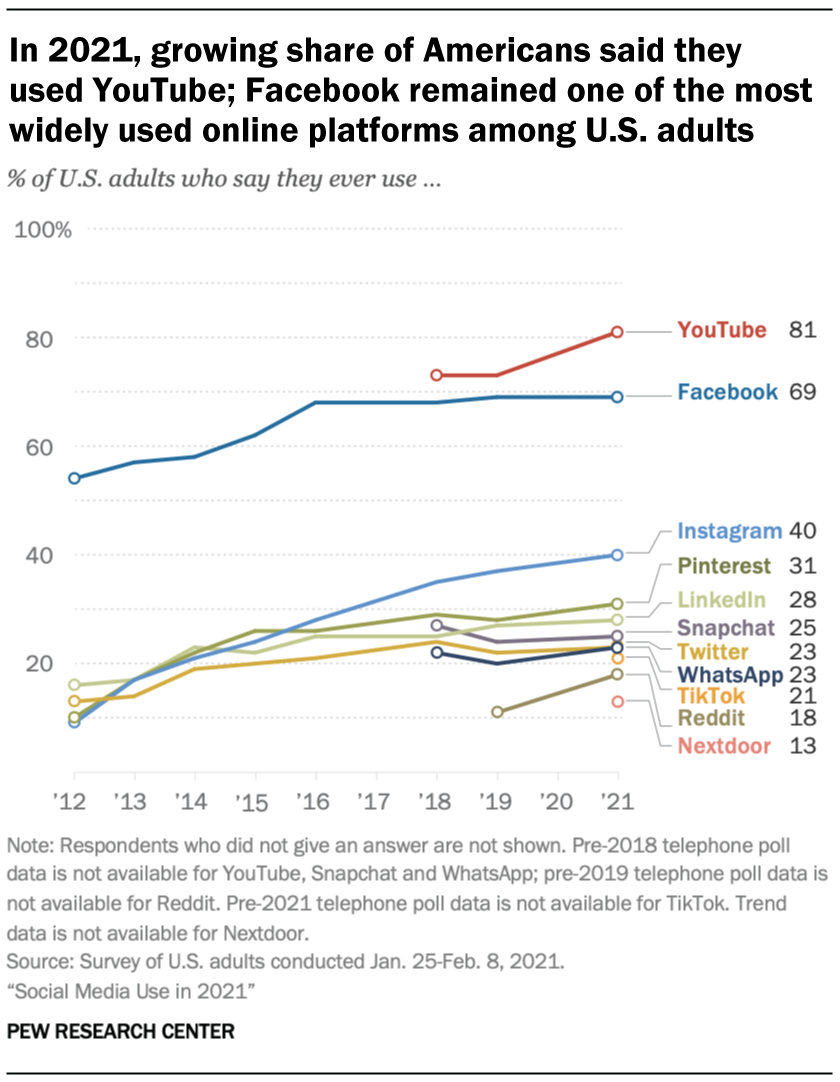 In 2021, growing share of Americans said they
used YouTube; Facebook remained one of the most
widely used online platforms among U.S. adults
% of U.S. adults who say they ever use ...
100%
80
60
40
20
YouTube 81
Facebook 69
Instagram 40
Pinterest 31
LinkedIn 28
Snapchat 25
Twitter 23
WhatsApp 23
TikTok 21
Reddit 18
Nextdoor 13
’12 ’13 ’14 ’15 ’16 ’17 ’18 ’19 ’20 ’21
Note: Respondents who did not give an answer are not shown. Pre-2018 telephone poll
data is not available for YouTube, Snapchat and WhatsApp; pre-2019 telephone poll data is
not available for Reddit. Pre-2021 telephone poll data is not available for TikTok. Trend
data is not available for Nextdoor.
Source: Survey of U.S. adults conducted Jan. 25-Feb. 8, 2021.
“Social Media Use in 2021”
PEW RESEARCH CENTER